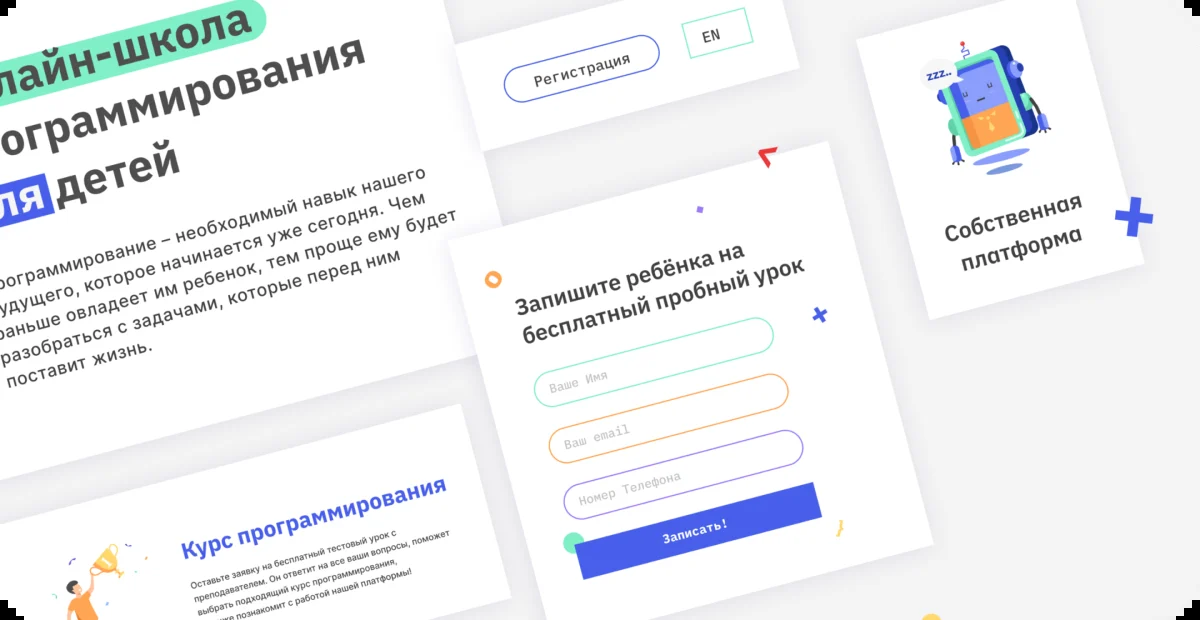 лайн-школа
ограммирования
ля детей
рограммирование – необходимый навык нашего
удущего, которое начинается уже сегодня. Чем
раньше овладеет им ребенок, тем проще ему будет
разобраться с задачами, которые перед ним
поставит жизнь.
Регистрация
EN
zzz..
Собственная
платформа
Запишите ребёнка на
бесплатный пробный урок
Ваше Имя
Ваш email
Номер Телефона
Записать!
Курс программирования
Оставьте заявку на бесплатный тестовый урок с
преподавателем. Он ответит на все ваши вопросы, поможет
выбрать подходящий курс программирования,
же познакомит с работой нашей платформы!